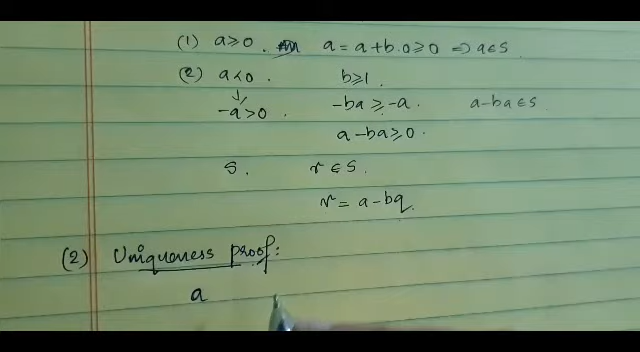 (1) a ≥ 0. a = a + b.0 ≥ 0 ⇒ a ∈ S.
(2) a < 0. b ≥ 1.
↓
-a > 0. -ba ≥ -a. a - ba ∈ S
a - ba ≥ 0.
S. r ∈ S.
r = a - bq.
(2) Uniqueness proof:
a